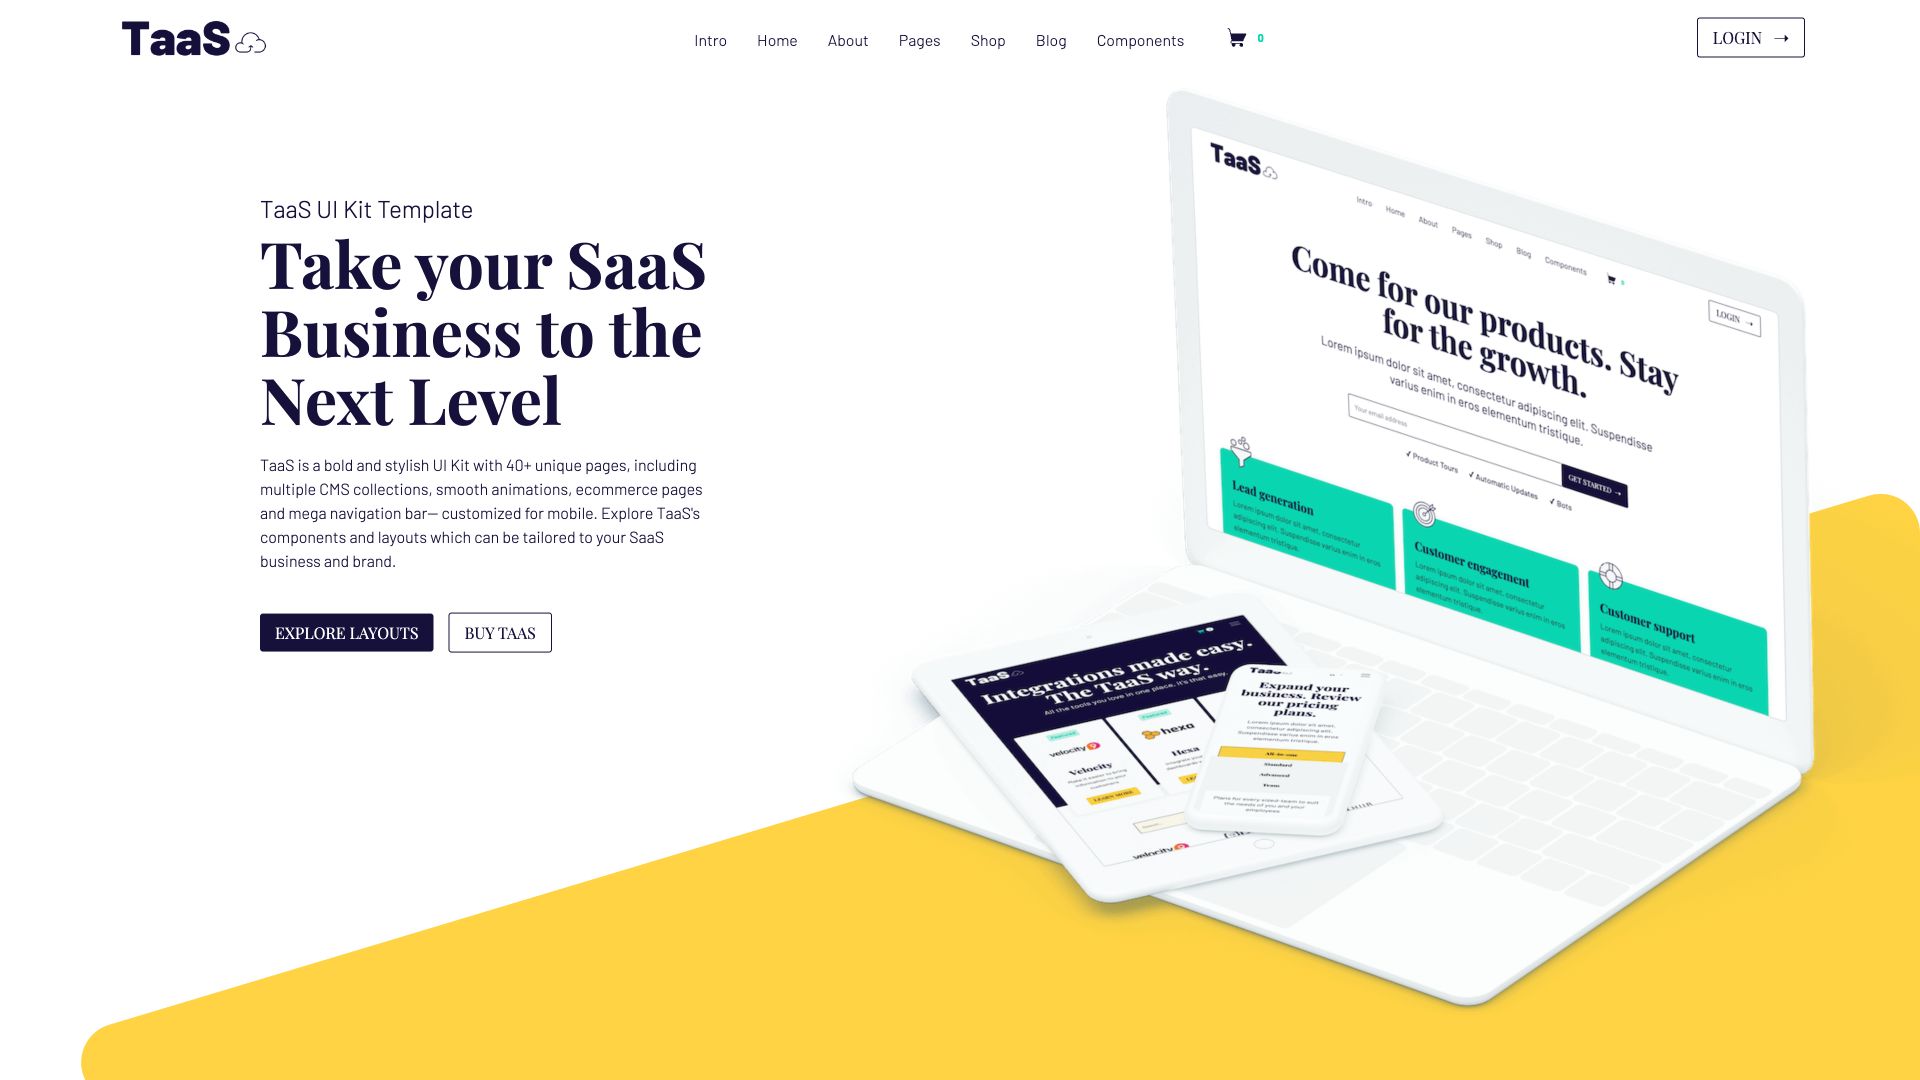 TaaS
Intro
Home
About
Pages
Shop
Blog
Components
0
LOGIN →
TaaS UI Kit Template
Take your SaaS
Business to the
Next Level
TaaS is a bold and stylish UI Kit with 40+ unique pages, including
multiple CMS collections, smooth animations, ecommerce pages
and mega navigation bar— customized for mobile. Explore TaaS's
components and layouts which can be tailored to your SaaS
business and brand.
EXPLORE LAYOUTS
BUY TAAS
TaaS
Intro
Home
About
Pages
Shop
Blog
Components
LOGIN →
Come for our products. Stay
for the growth.
Lorem ipsum dolor sit amet, consectetur adipiscing elit. Suspendisse
varius enim in eros elementum tristique.
Your email address
GET STARTED →
✓ Product Tours
✓ Automatic Updates
✓ Bots
Lead generation
Lorem ipsum dolor sit amet, consectetur
adipiscing elit. Suspendisse varius enim in eros
elementum tristique.
Customer engagement
Lorem ipsum dolor sit amet, consectetur
adipiscing elit. Suspendisse varius enim in eros
elementum tristique.
Customer support
Lorem ipsum dolor sit amet, consectetur
adipiscing elit. Suspendisse varius enim in eros
elementum tristique.
TaaS
Integrations made easy.
The TaaS way.
All the tools you love in one place. It's that easy.
Featured
velocity
Velocity
Make it easier to bring
information to your
customers
LEARN MORE
Featured
hexa
Hexa
Search...
velocity
TaaS
Expand your
business. Review
our pricing
plans.
Lorem ipsum dolor sit amet,
consectetur adipiscing elit.
Suspendisse varius enim in eros
elementum tristique.
All-in-one
Standard
Advanced
Team
Plans for every sized-team to suit
the needs of you and your
employees